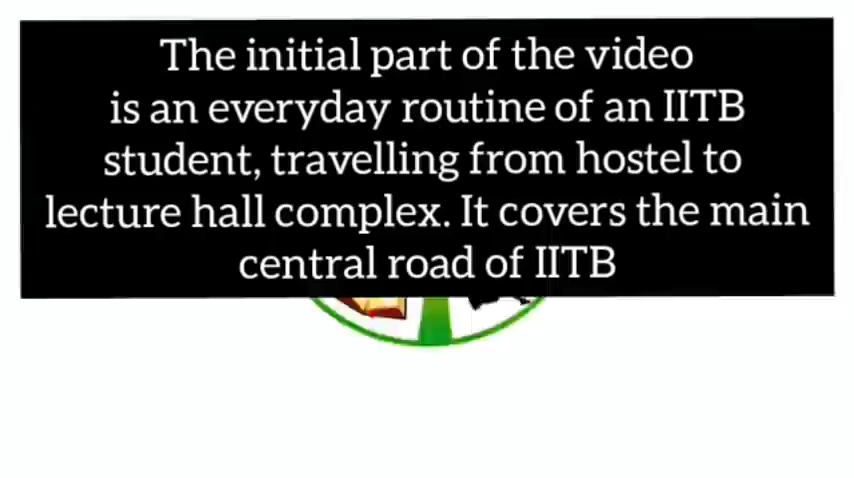 The initial part of the video
is an everyday routine of an IITB
student, travelling from hostel to
lecture hall complex. It covers the main
central road of IITB